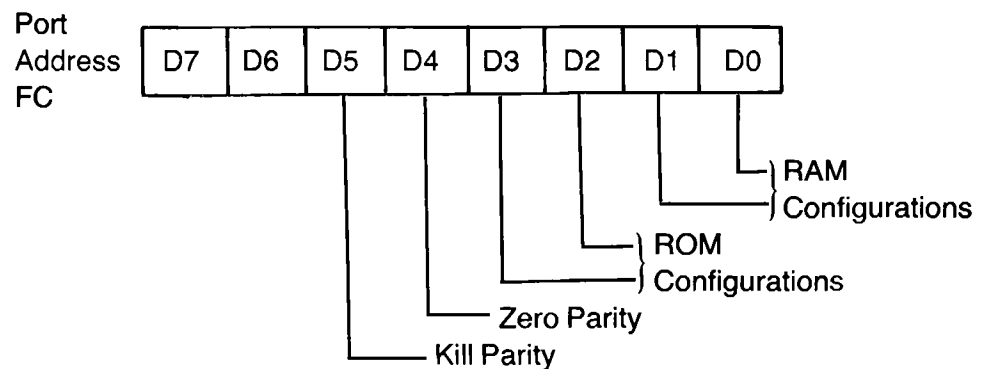 Port
Address
FC
D7 D6 D5 D4 D3 D2 D1 D0
RAM
Configurations
ROM
Configurations
Zero Parity
Kill Parity